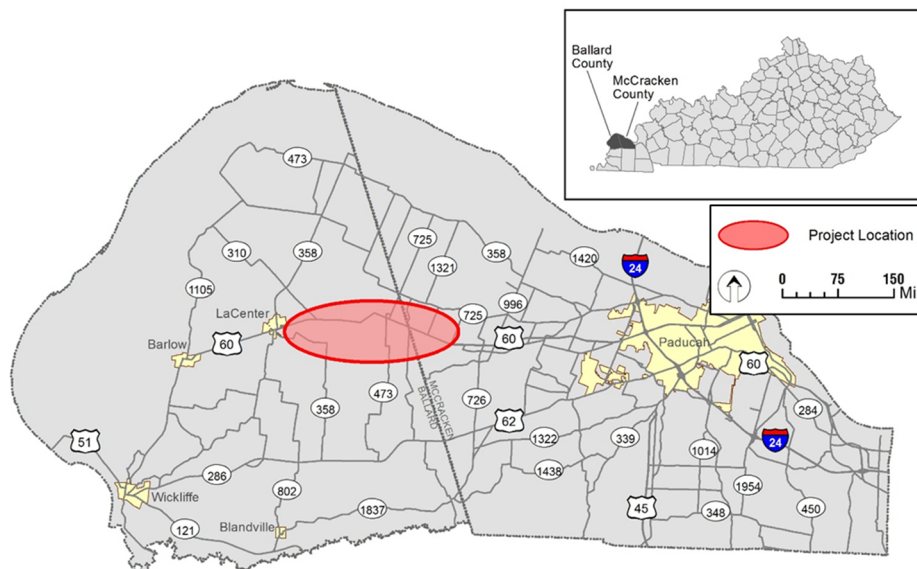 Ballard
County
McCracken
County
Project Location
0 75 150
Mi
473
310
358
725
358
1321
1420
24
1105
LaCenter
996
725
Barlow
60
60
Paducah
60
MCCRACKEN
BALLARD
358
473
726
284
51
62
1322
339
1014
24
286
1438
1954
Wickliffe
802
1837
45
348
450
121
Blandville